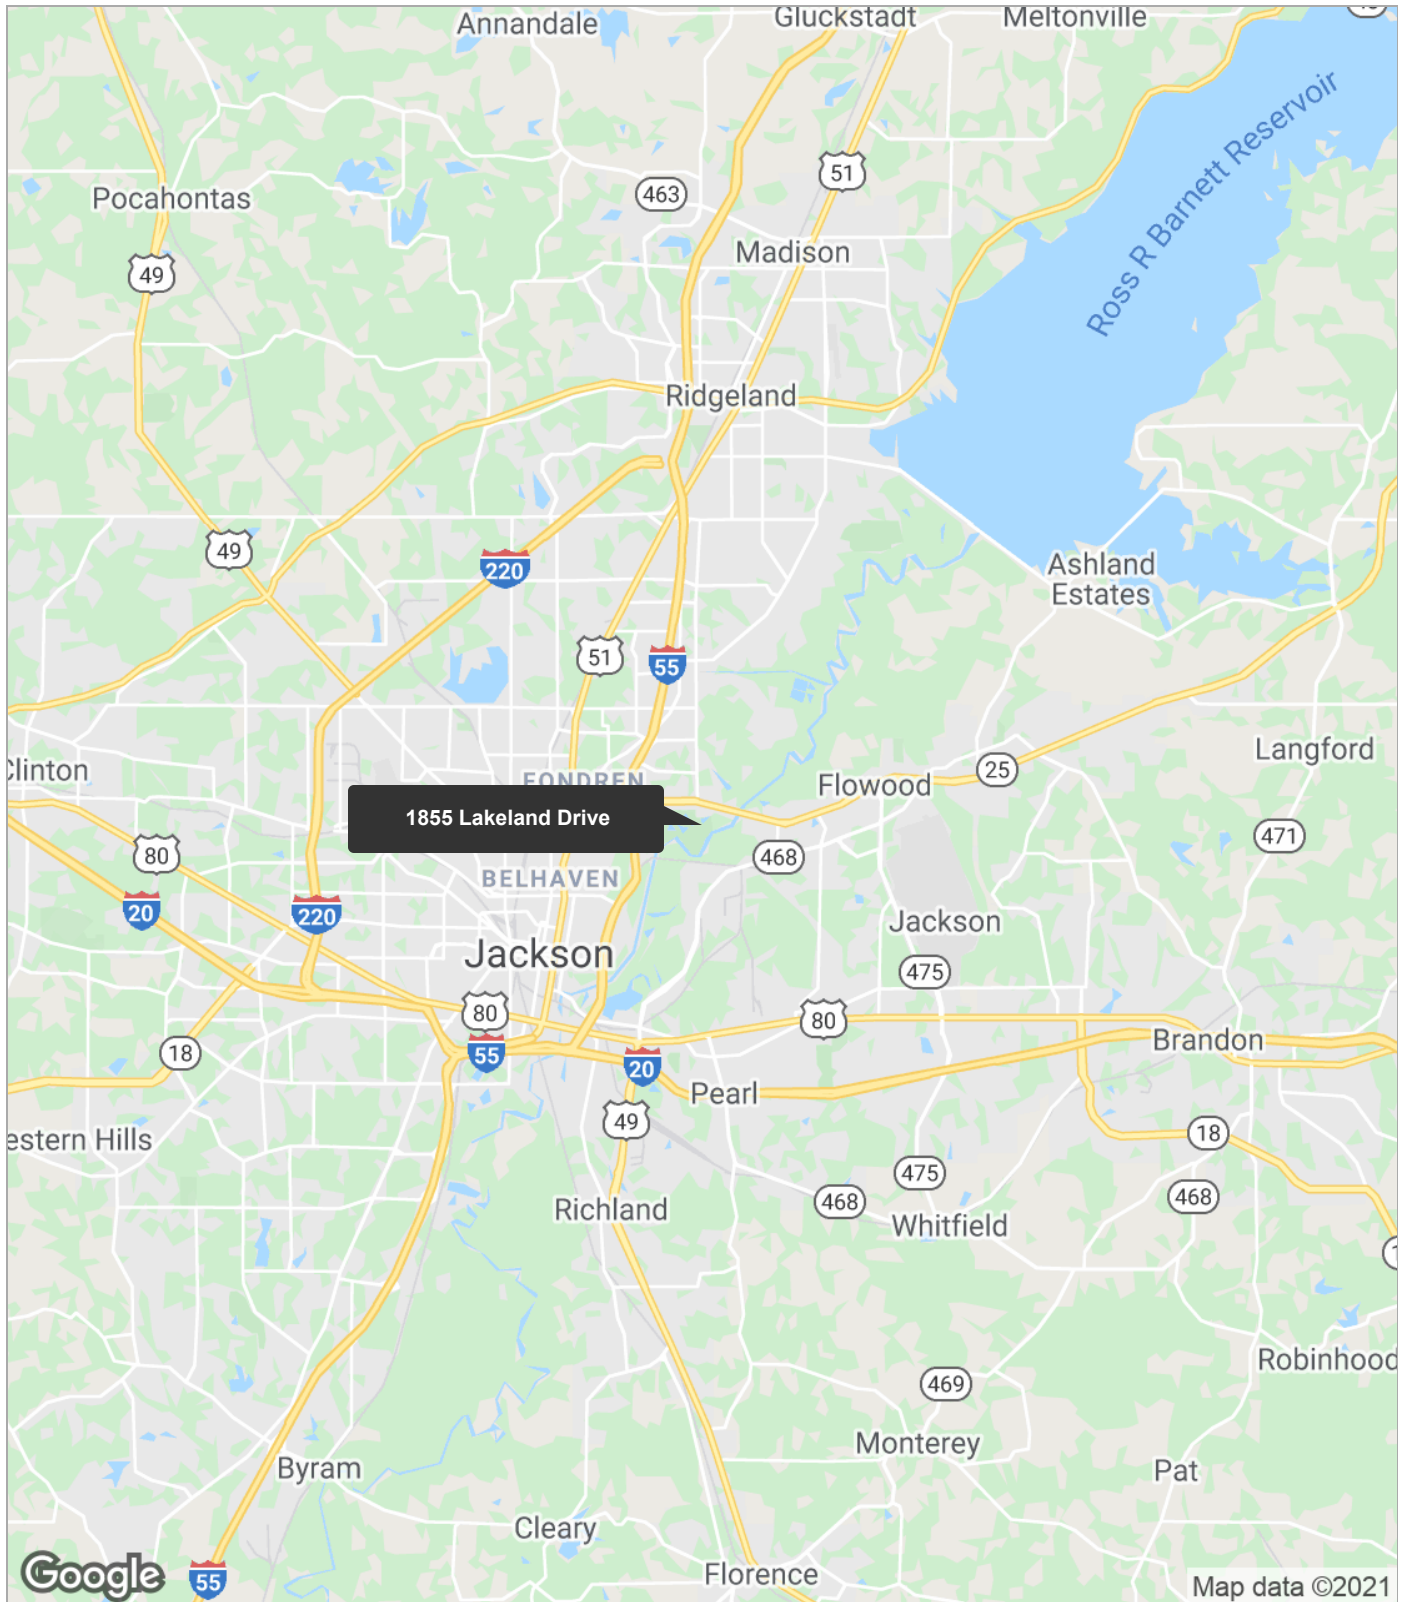 Annandale
Gluckstadt
Meltonville
51
463
Pocahontas
Madison
49
Ross R Barnett Reservoir
Ridgeland
49
220
Ashland
Estates
51
55
Clinton
FONDREN
Flowood
25
Langford
1855 Lakeland Drive
80
468
471
BELHAVEN
20
220
Jackson
Jackson
475
80
80
18
55
20
Brandon
Pearl
49
18
estern Hills
475
468
468
Richland
Whitfield
Robinhood
469
Monterey
Byram
Pat
Cleary
Google
55
Florence
Map data ©2021